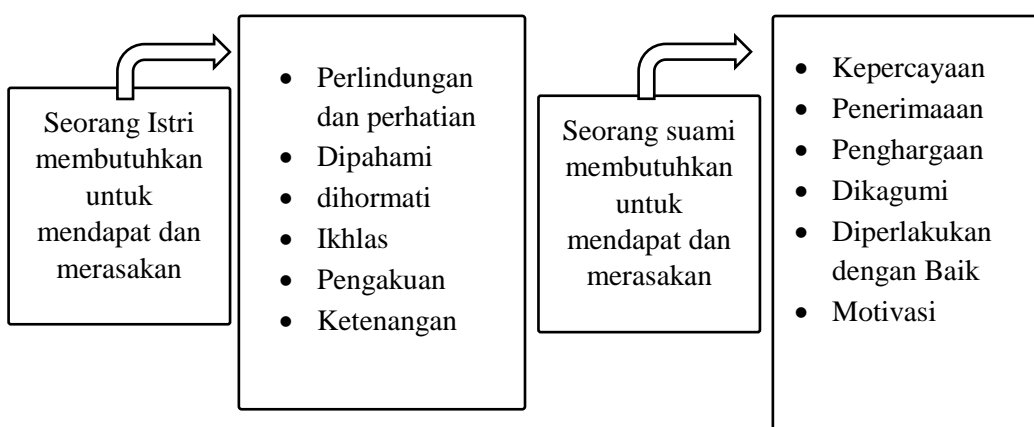 Seorang Istri
membutuhkan
untuk
mendapat dan
merasakan
• Perlindungan
dan perhatian
• Dipahami
• dihormati
• Ikhlas
• Pengakuan
• Ketenangan
Seorang suami
membutuhkan
untuk
mendapat dan
merasakan
• Kepercayaan
• Penerimaaan
• Penghargaan
• Dikagumi
• Diperlakukan
dengan Baik
• Motivasi